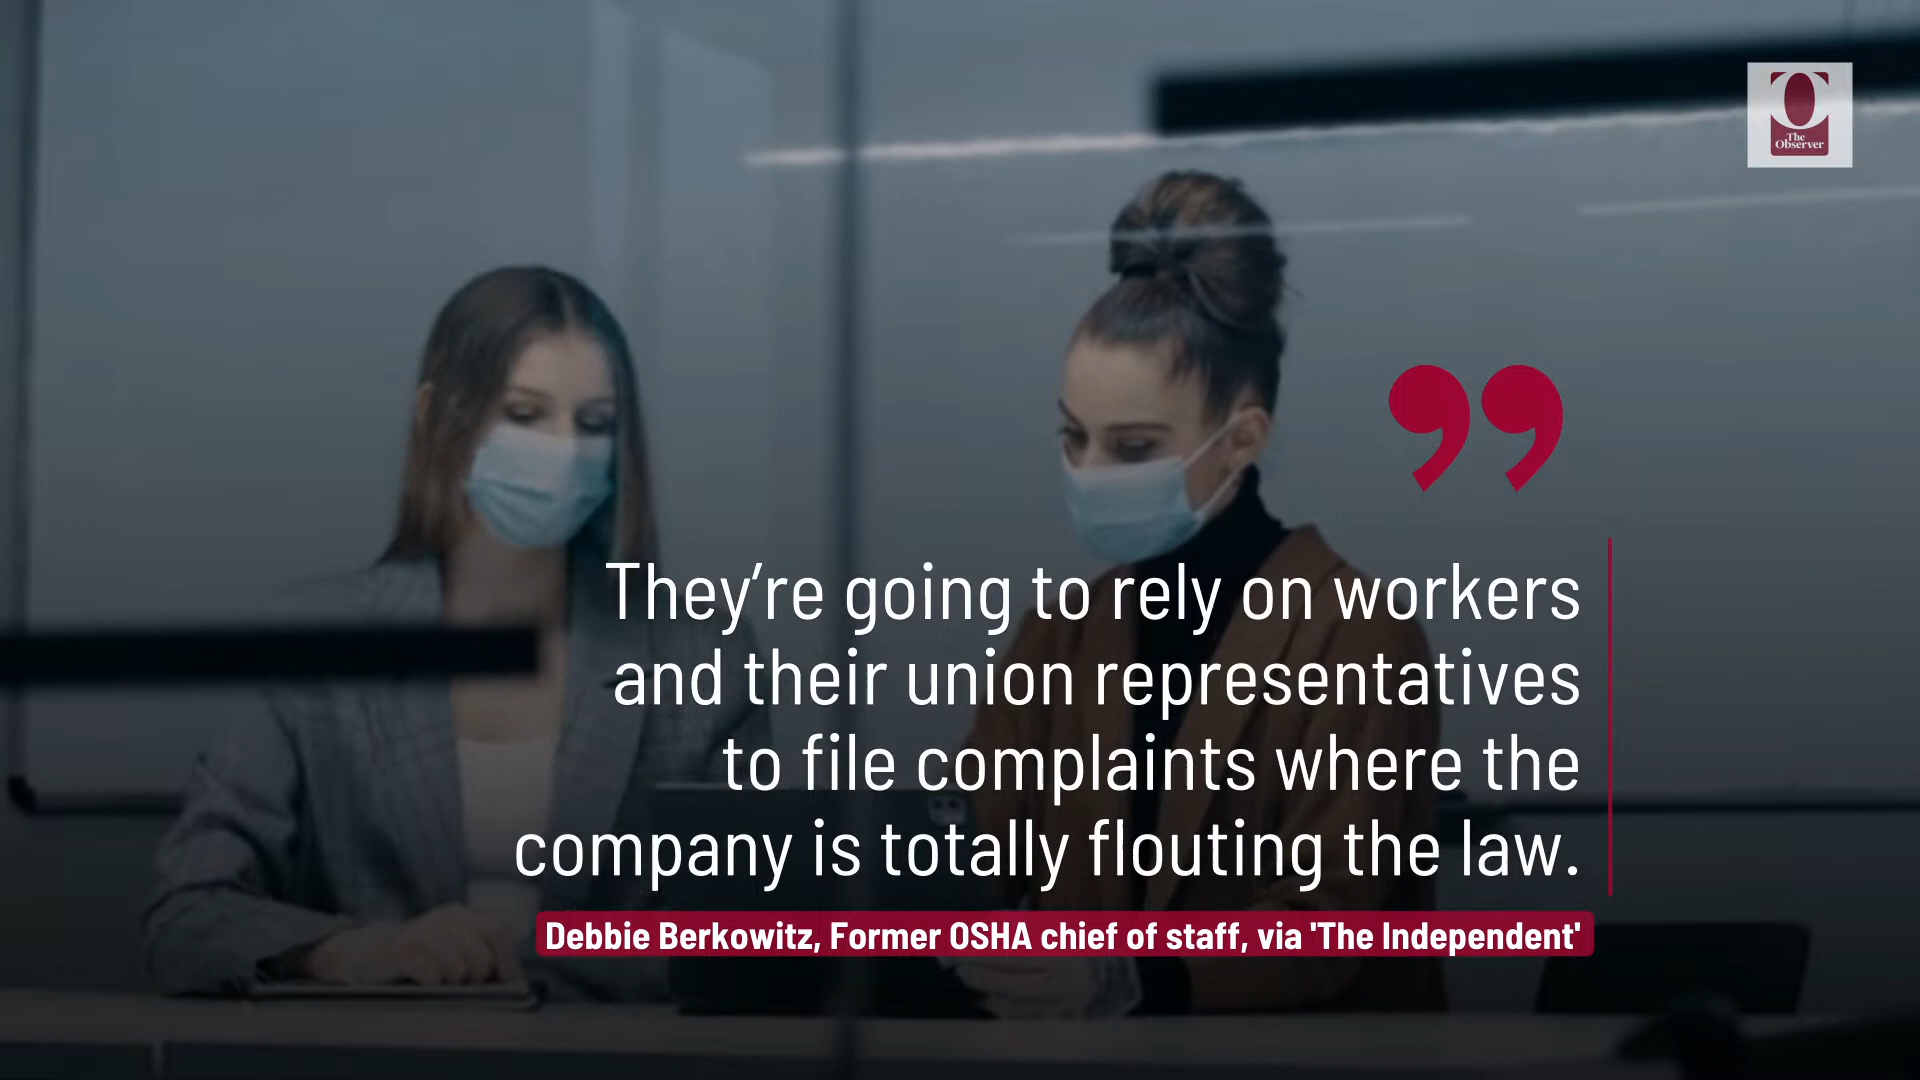 The
Observer
”
They’re going to rely on workers
and their union representatives
to file complaints where the
company is totally flouting the law.
Debbie Berkowitz, Former OSHA chief of staff, via 'The Independent'